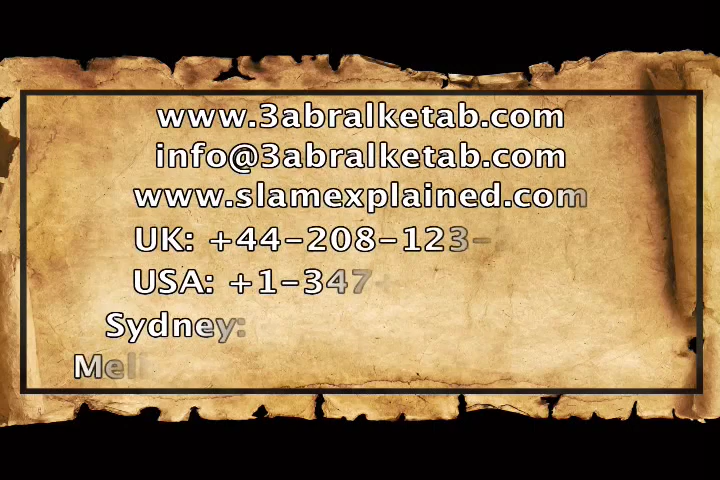 www.3abralketab.com
info@3abralketab.com
www.slamexplained.com
UK: +44-208-123-
USA: +1-347-
Sydney: